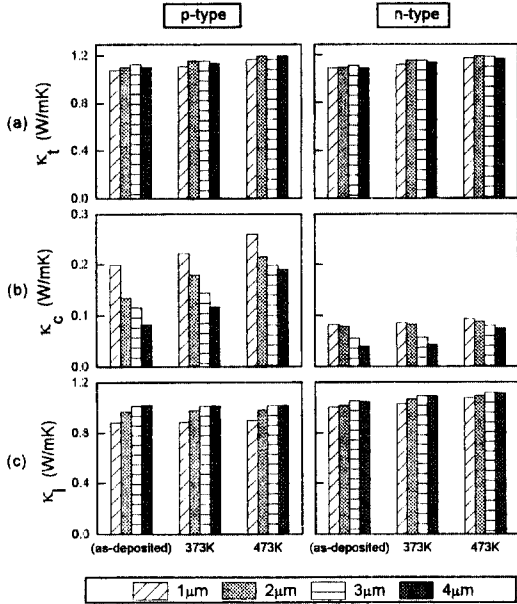 p-type
n-type
(a)
κt (W/mK)
1.2
1.2
0.4
0.0
(b)
κc (W/mK)
0.3
0.2
0.1
0.0
(c)
κl (W/mK)
1.2
0.8
0.4
0.0
(as-deposited) 373K 473K
(as-deposited) 373K 473K
1μm 2μm 3μm 4μm